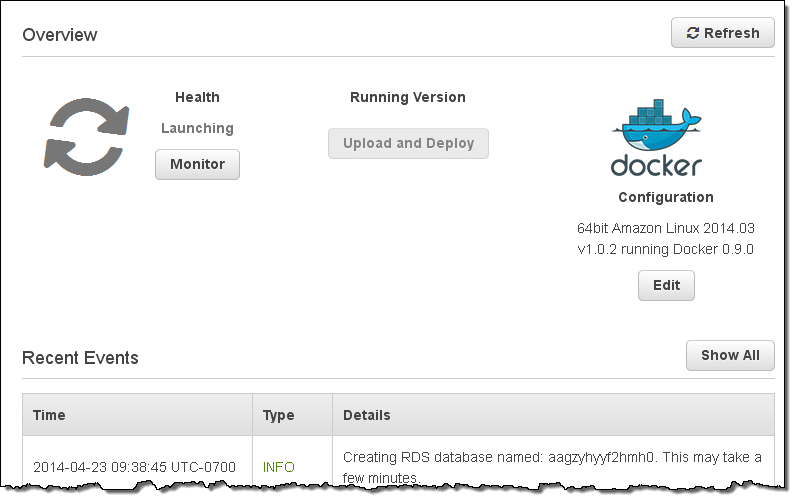 Overview
Refresh
Health
Launching
Monitor
Running Version
Upload and Deploy
docker
Configuration
64bit Amazon Linux 2014.03
v1.0.2 running Docker 0.9.0
Edit
Recent Events
Show All
Time Type Details
2014-04-23 09:38:45 UTC-0700 INFO Creating RDS database named: aagzyhyyf2hmh0. This may take a
few minutes.